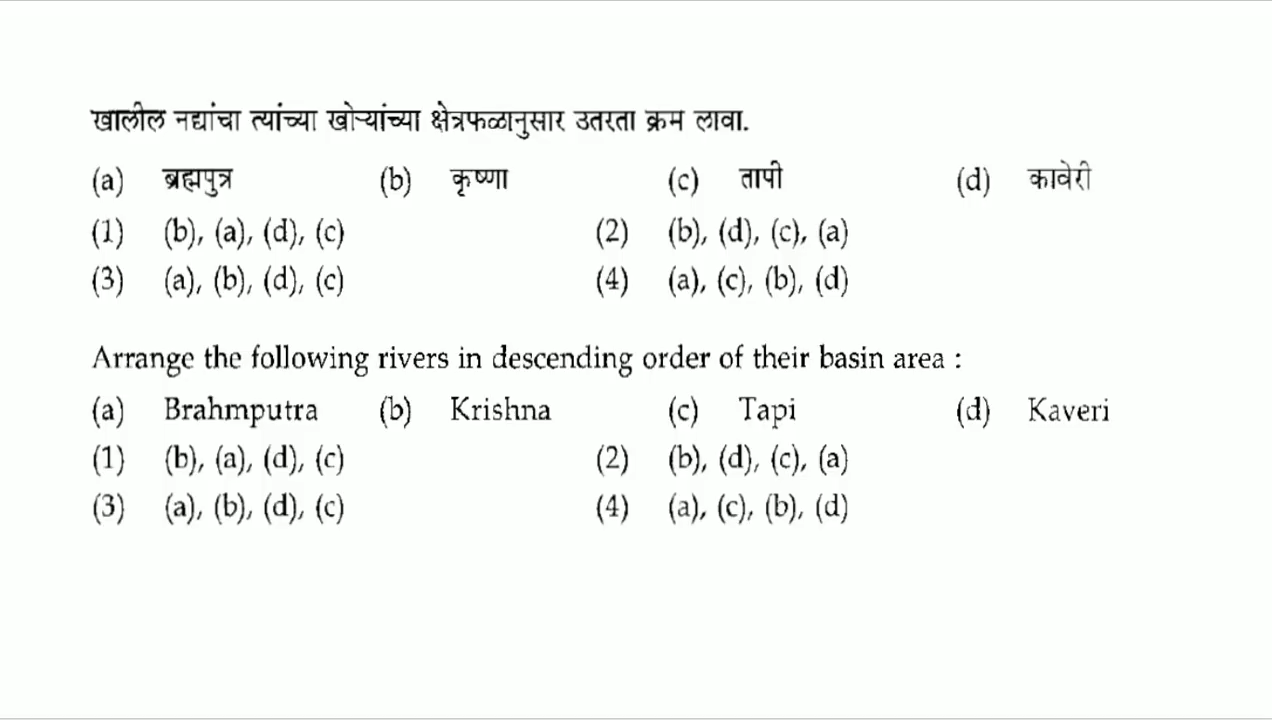 खालील नद्यांचा त्यांच्या खोऱ्यांच्या क्षेत्रफळानुसार उतरता क्रम लावा.
(a) ब्रह्मपुत्र (b) कृष्णा (c) तापी (d) कावेरी
(1) (b), (a), (d), (c) (2) (b), (d), (c), (a)
(3) (a), (b), (d), (c) (4) (a), (c), (b), (d)
Arrange the following rivers in descending order of their basin area :
(a) Brahmputra (b) Krishna (c) Tapi (d) Kaveri
(1) (b), (a), (d), (c) (2) (b), (d), (c), (a)
(3) (a), (b), (d), (c) (4) (a), (c), (b), (d)